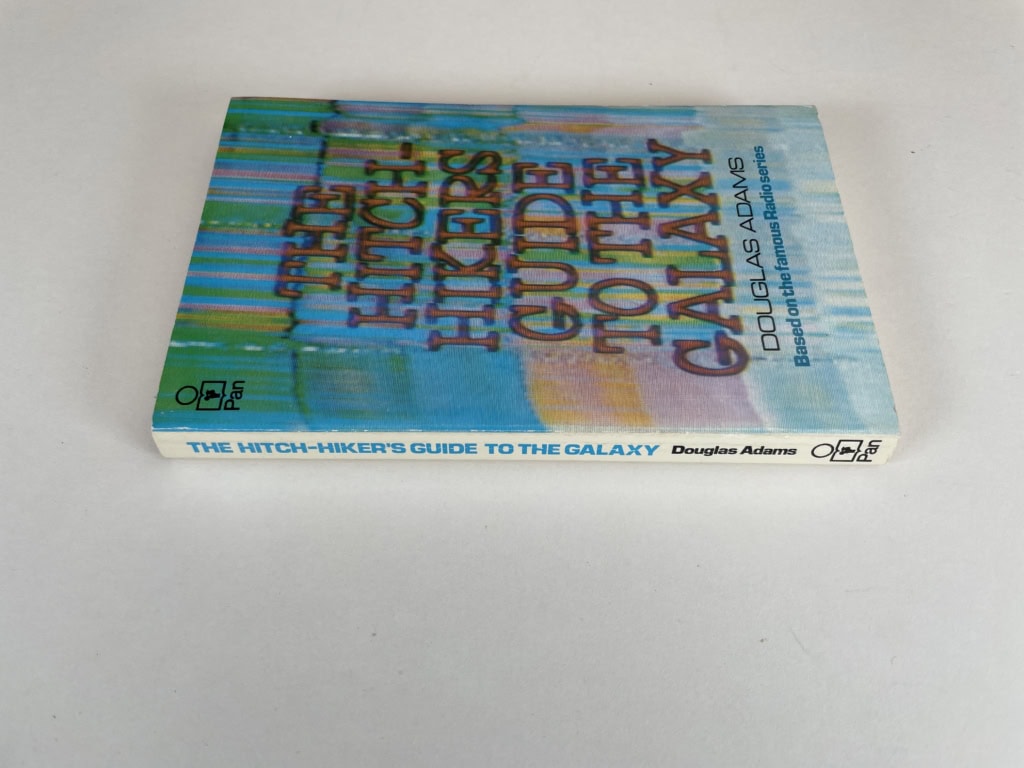 THE
HITCH-
HIKERS
GUIDE
TO THE
GALAXY
DOUGLAS ADAMS
Based on the famous Radio series
Pan
THE HITCH-HIKER'S GUIDE TO THE GALAXY Douglas Adams Pan